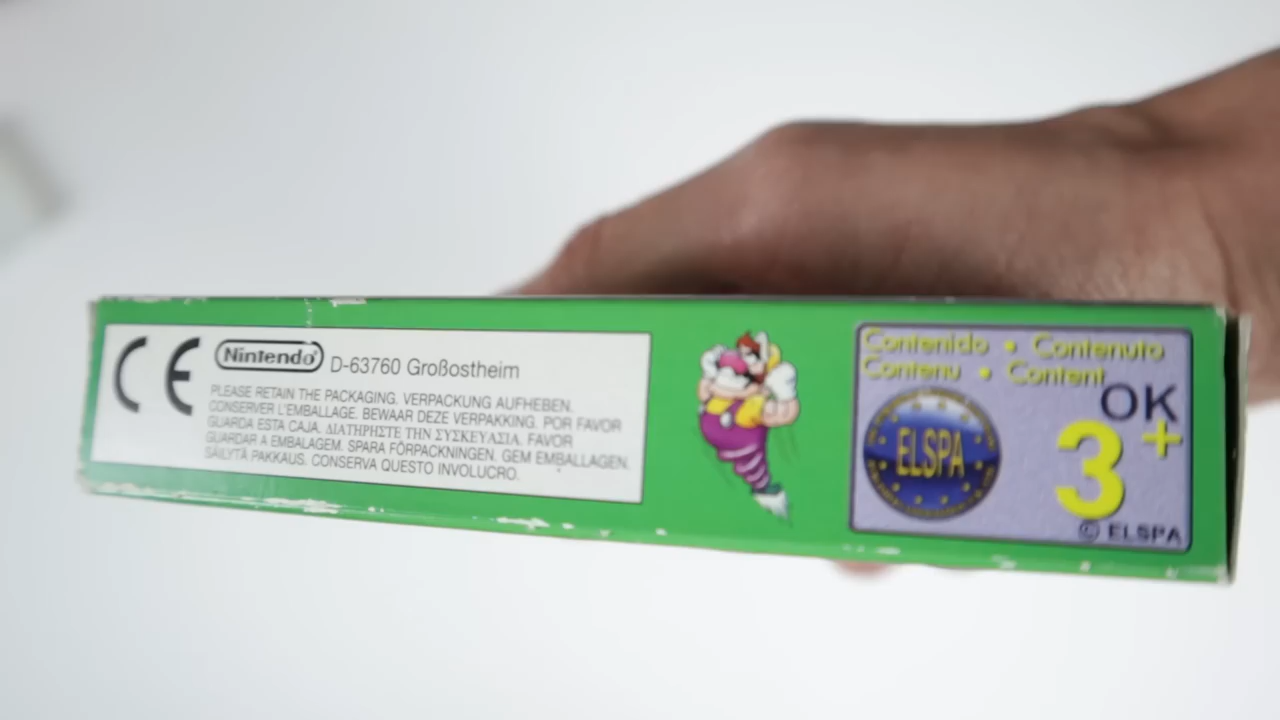 CE Nintendo D-63760 Großostheim
PLEASE RETAIN THE PACKAGING. VERPACKUNG AUFHEBEN.
CONSERVER L'EMBALLAGE. BEWAAR DEZE VERPAKKING. POR FAVOR
GUARDA ESTA CAJA. ΔΙΑΤΗΡΗΣΤΕ ΤΗΝ ΣΥΣΚΕΥΑΣΙΑ. FAVOR
GUARDAR A EMBALAGEM. SPARA FÖRPACKNINGEN. GEM EMBALLAGEN.
SÄILYTÄ PAKKAUS. CONSERVA QUESTO INVOLUCRO.
Contenido • Contenuto
Contenu • Content
OK
3+
ELSPA
© ELSPA